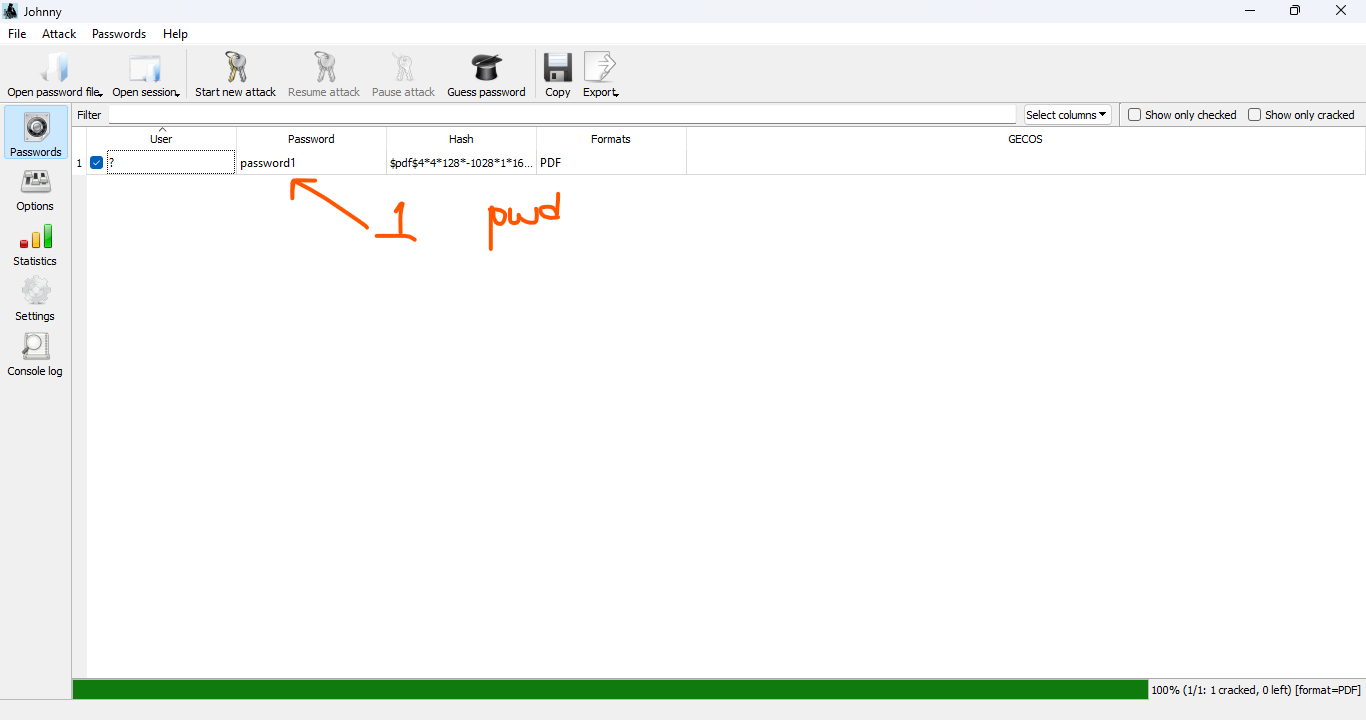 Johnny
File Attack Passwords Help
Open password file Open session Start new attack Resume attack Pause attack Guess password Copy Export
Passwords
Options
Statistics
Settings
Console log
Filter Select columns Show only checked Show only cracked
User Password Hash Formats GECOS
1 ? password1 $pdf$4*4*128*-1028*1*16... PDF
1 pwd
100% (1/1: 1 cracked, 0 left) [format=PDF]